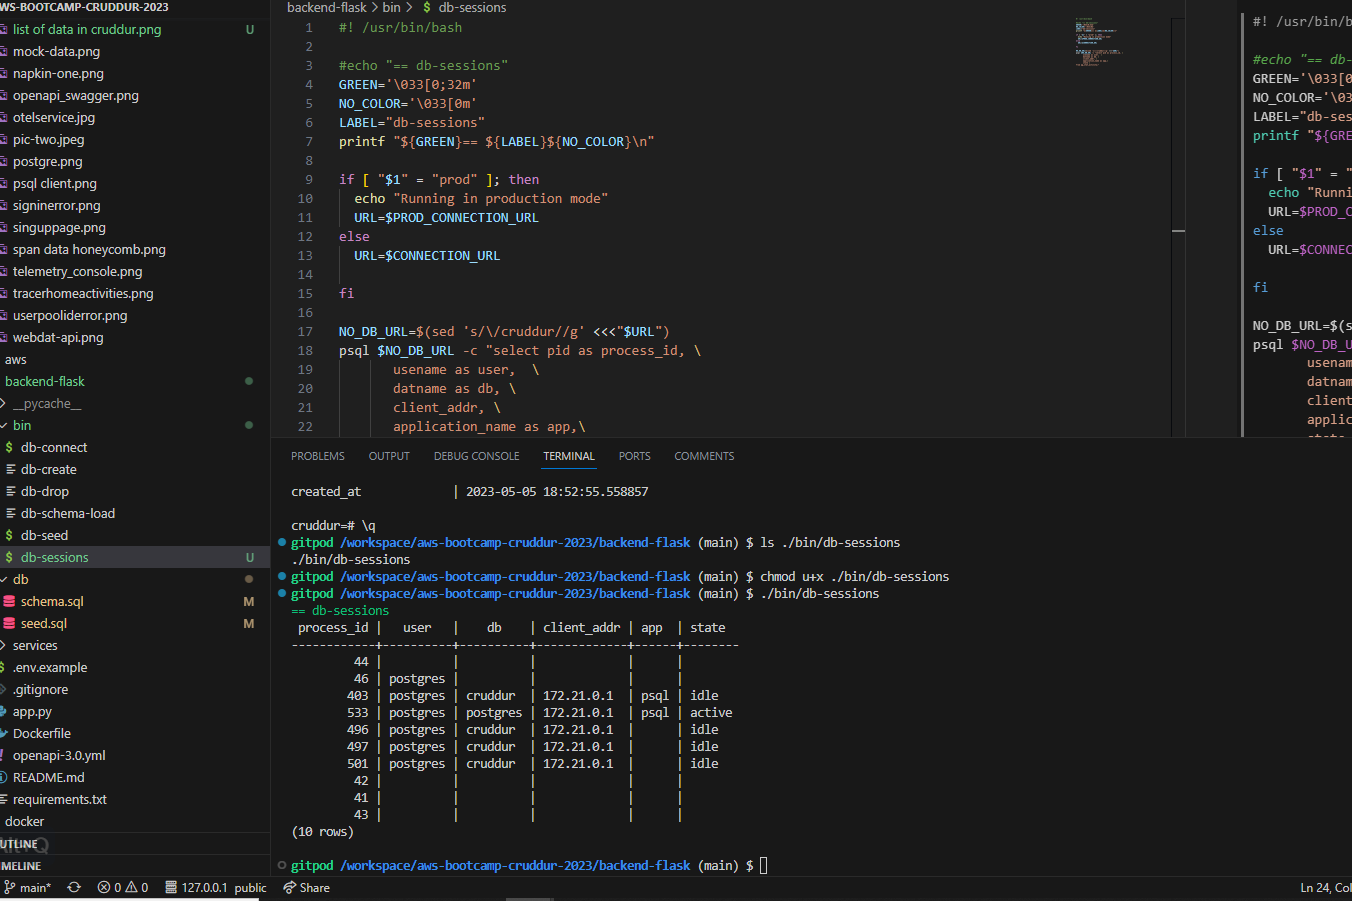 WS-BOOTCAMP-CRUDDUR-2023
list of data in cruddur.png U
mock-data.png
napkin-one.png
openapi_swagger.png
otelservice.jpg
pic-two.jpeg
postgre.png
psql client.png
signinerror.png
singuppage.png
span data honeycomb.png
telemetry_console.png
tracerhomeactivities.png
userpooliderror.png
webdat-api.png
aws
backend-flask
__pycache__
bin
$ db-connect
db-create
db-drop
db-schema-load
$ db-seed
$ db-sessions U
db
schema.sql M
seed.sql M
services
$ .env.example
.gitignore
app.py
Dockerfile
! openapi-3.0.yml
README.md
requirements.txt
docker
UTLINE
MELINE
backend-flask > bin > $ db-sessions
1 #! /usr/bin/bash
2
3 #echo "== db-sessions"
4 GREEN='\033[0;32m'
5 NO_COLOR='\033[0m'
6 LABEL="db-sessions"
7 printf "${GREEN}== ${LABEL}${NO_COLOR}\n"
8
9 if [ "$1" = "prod" ]; then
10 echo "Running in production mode"
11 URL=$PROD_CONNECTION_URL
12 else
13 URL=$CONNECTION_URL
14
15 fi
16
17 NO_DB_URL=$(sed 's/\/cruddur//g' <<<"$URL")
18 psql $NO_DB_URL -c "select pid as process_id, \
19 usename as user,  \
20 datname as db, \
21 client_addr, \
22 application_name as app,\
#! /usr/bin/b
#echo "== db-
GREEN='\033[0
NO_COLOR='\03
LABEL="db-ses
printf "${GRE
if [ "$1" = "
echo "Runni
URL=$PROD_C
else
URL=$CONNEC
fi
NO_DB_URL=$(s
psql $NO_DB_U
usenam
datnam
client
applic
PROBLEMS OUTPUT DEBUG CONSOLE TERMINAL PORTS COMMENTS
created_at | 2023-05-05 18:52:55.558857
cruddur=# \q
gitpod /workspace/aws-bootcamp-cruddur-2023/backend-flask (main) $ ls ./bin/db-sessions
./bin/db-sessions
gitpod /workspace/aws-bootcamp-cruddur-2023/backend-flask (main) $ chmod u+x ./bin/db-sessions
gitpod /workspace/aws-bootcamp-cruddur-2023/backend-flask (main) $ ./bin/db-sessions
== db-sessions
process_id | user | db | client_addr | app | state
------------+----------+----------+-------------+------+--------
44 | | | | |
46 | postgres | | | |
403 | postgres | cruddur | 172.21.0.1 | psql | idle
533 | postgres | postgres | 172.21.0.1 | psql | active
496 | postgres | cruddur | 172.21.0.1 | | idle
497 | postgres | cruddur | 172.21.0.1 | | idle
501 | postgres | cruddur | 172.21.0.1 | | idle
42 | | | | |
41 | | | | |
43 | | | | |
(10 rows)
gitpod /workspace/aws-bootcamp-cruddur-2023/backend-flask (main) $
main* 0 0 127.0.0.1 public Share Ln 24, Col